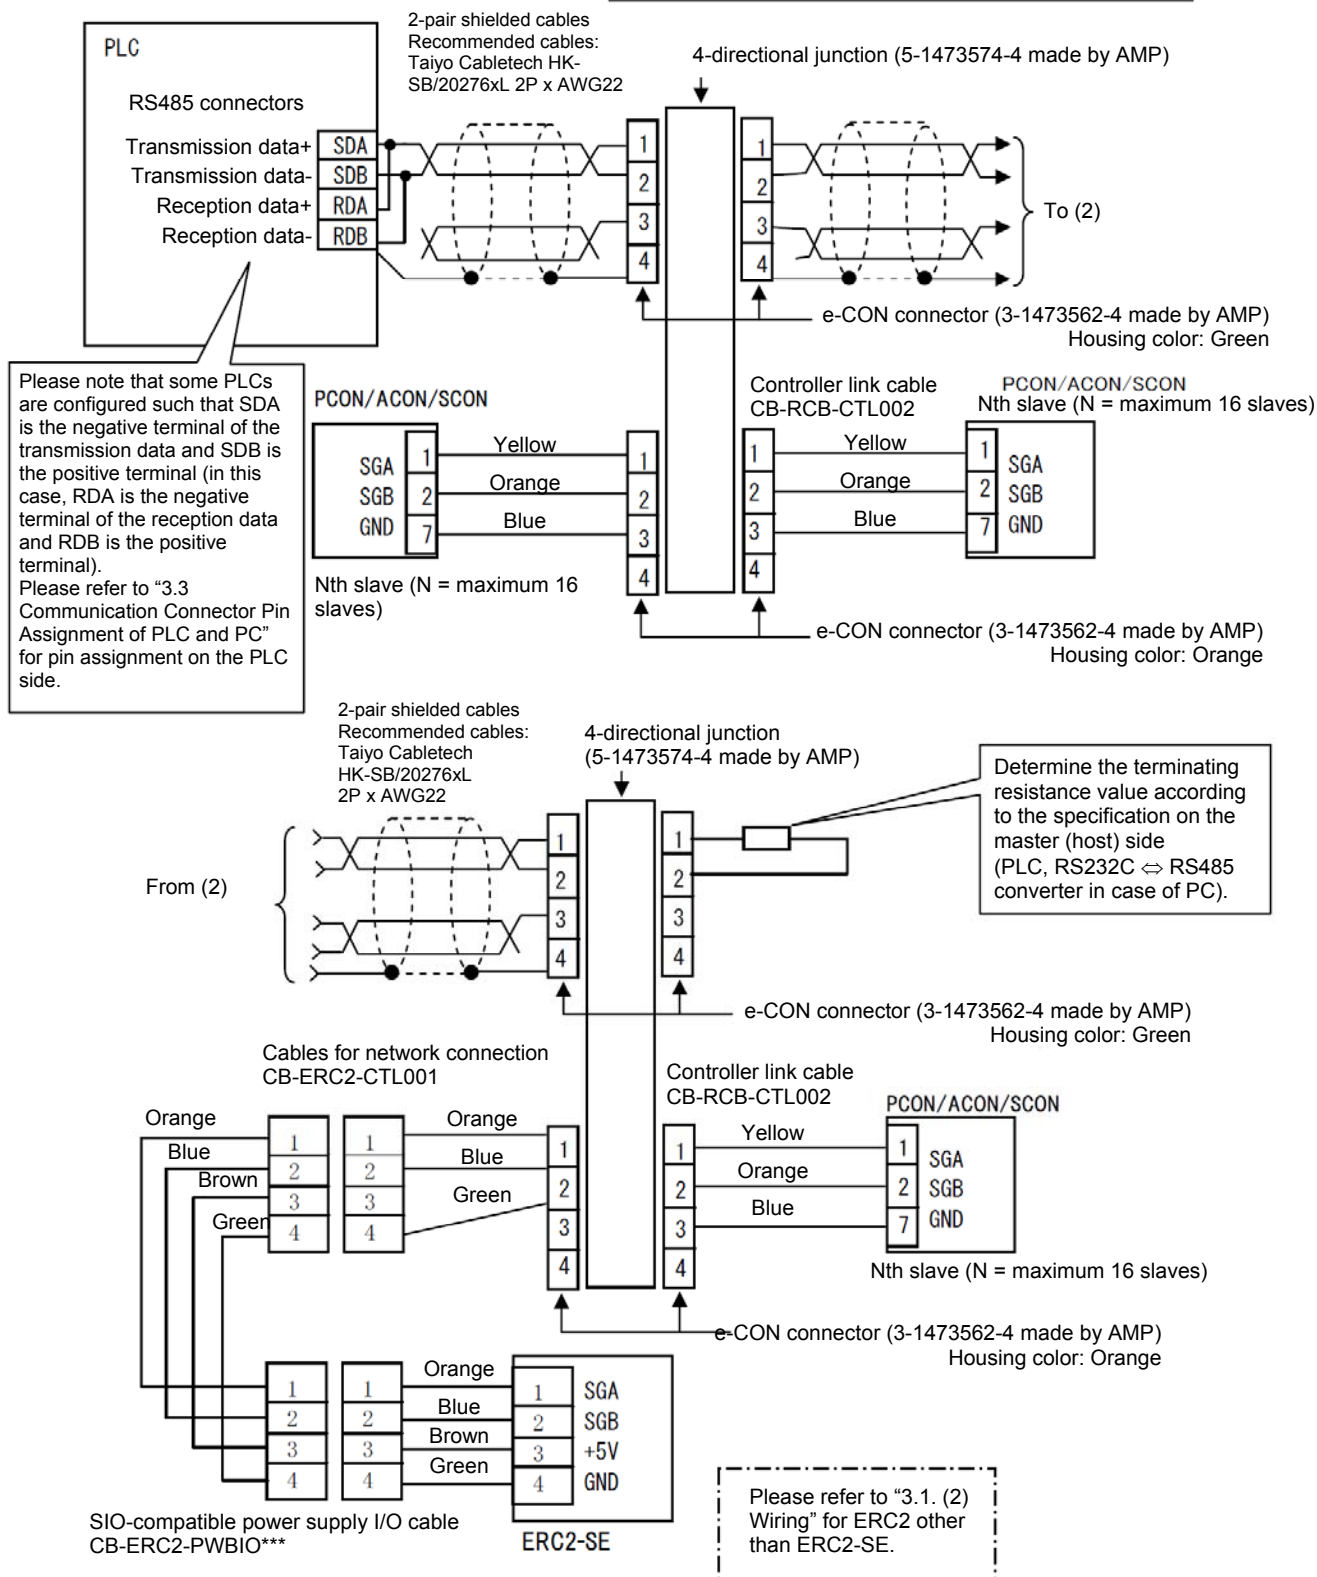 2-pair shielded cables
Recommended cables:
Taiyo Cabletech HK-
SB/20276xL 2P x AWG22
4-directional junction (5-1473574-4 made by AMP)
PLC
RS485 connectors
Transmission data+ SDA
Transmission data- SDB
Reception data+ RDA
Reception data- RDB
1
2
3
4
1
2
3
4
To (2)
e-CON connector (3-1473562-4 made by AMP)
Housing color: Green
Please note that some PLCs
are configured such that SDA
is the negative terminal of the
transmission data and SDB is
the positive terminal (in this
case, RDA is the negative
terminal of the reception data
and RDB is the positive
terminal).
Please refer to “3.3
Communication Connector Pin
Assignment of PLC and PC”
for pin assignment on the PLC
side.
PCON/ACON/SCON
SGA 1 Yellow 1
SGB 2 Orange 2
GND 7 Blue 3
4
Nth slave (N = maximum 16
slaves)
Controller link cable
CB-RCB-CTL002
PCON/ACON/SCON
Nth slave (N = maximum 16 slaves)
1 Yellow 1 SGA
2 Orange 2 SGB
3 Blue 7 GND
4
e-CON connector (3-1473562-4 made by AMP)
Housing color: Orange
2-pair shielded cables
Recommended cables:
Taiyo Cabletech
HK-SB/20276xL
2P x AWG22
4-directional junction
(5-1473574-4 made by AMP)
Determine the terminating
resistance value according
to the specification on the
master (host) side
(PLC, RS232C ⇔ RS485
converter in case of PC).
From (2)
1
2
3
4
1
2
3
4
e-CON connector (3-1473562-4 made by AMP)
Housing color: Green
Cables for network connection
CB-ERC2-CTL001
Orange
Blue
Brown
Green
1
2
3
4
1
2
3
4
Orange
Blue
Green
1
2
3
4
Controller link cable
CB-RCB-CTL002
PCON/ACON/SCON
1 Yellow 1 SGA
2 Orange 2 SGB
3 Blue 7 GND
4
Nth slave (N = maximum 16 slaves)
e-CON connector (3-1473562-4 made by AMP)
Housing color: Orange
1 1 Orange 1 SGA
2 2 Blue 2 SGB
3 3 Brown 3 +5V
4 4 Green 4 GND
SIO-compatible power supply I/O cable
CB-ERC2-PWBIO***
ERC2-SE
Please refer to “3.1. (2)
Wiring” for ERC2 other
than ERC2-SE.